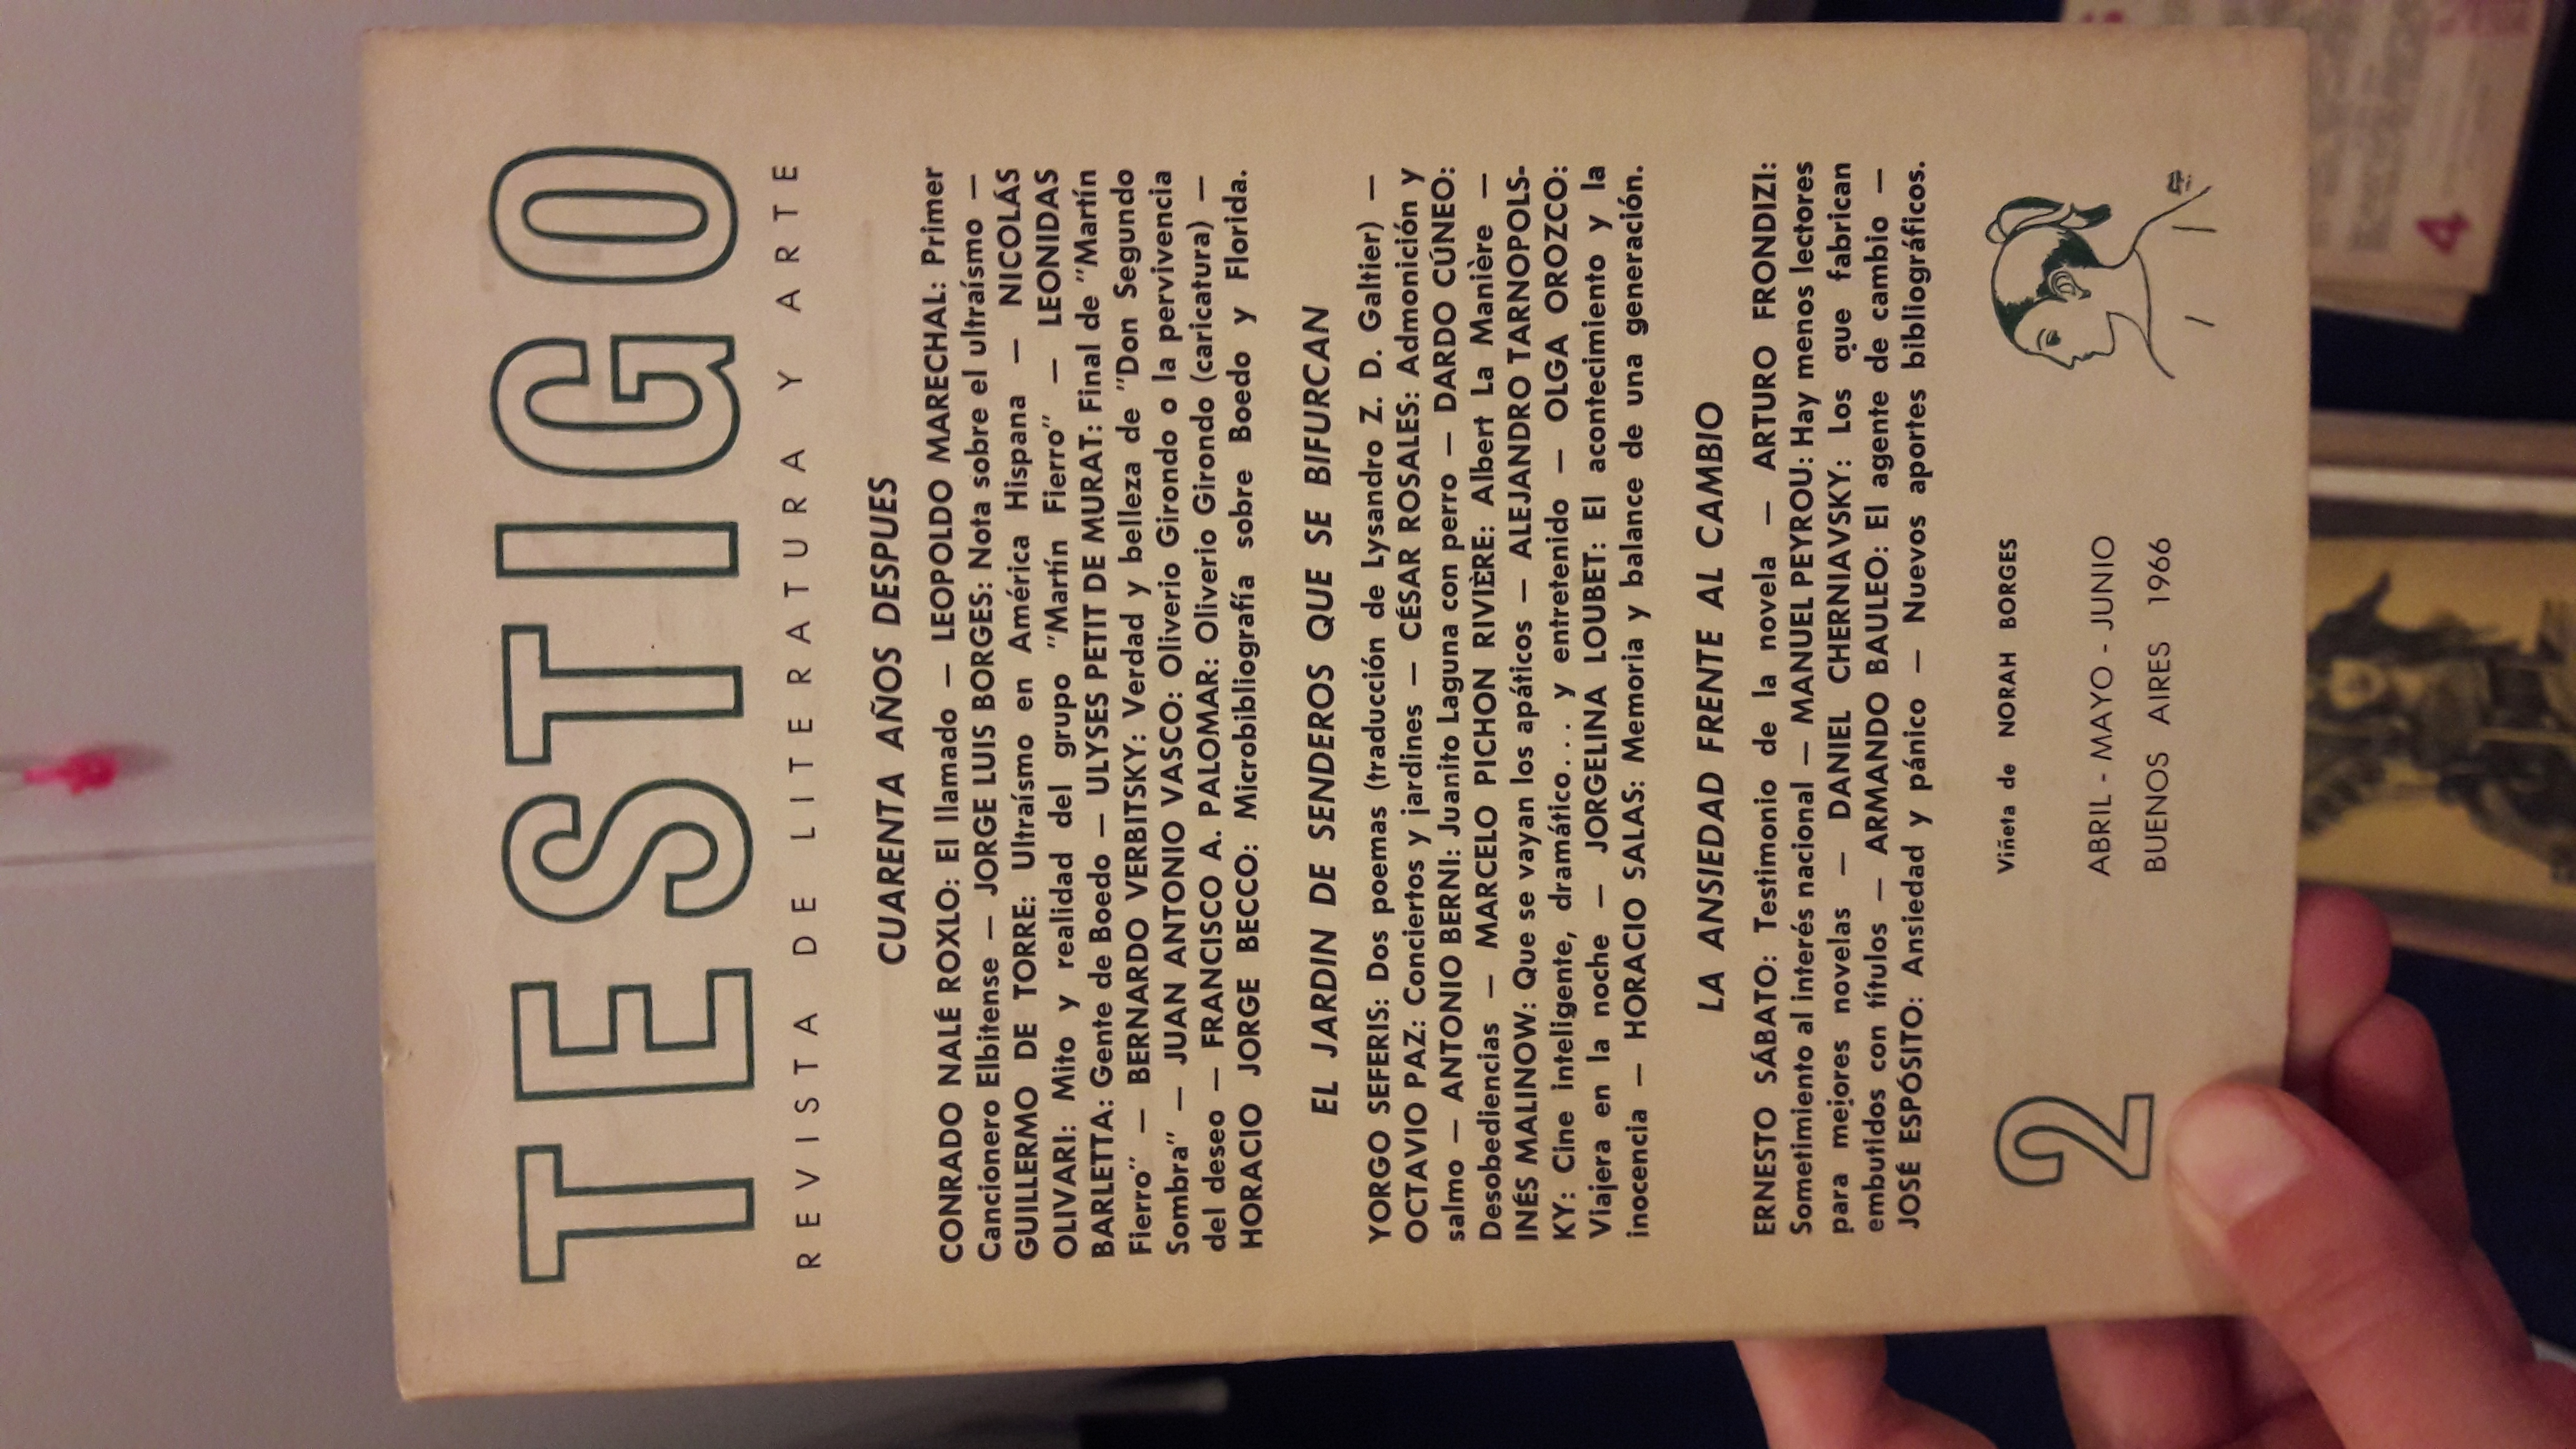 TESTIGO
REVISTA DE LITERATURA Y ARTE
CUARENTA AÑOS DESPUES
CONRADO NALÉ ROXLO: El llamado — LEOPOLDO MARECHAL: Primer
Cancionero Elbitense — JORGE LUIS BORGES: Nota sobre el ultraísmo —
GUILLERMO DE TORRE: Ultraísmo en América Hispana — NICOLÁS
OLIVARI: Mito y realidad del grupo "Martín Fierro" — LEONIDAS
BARLETTA: Gente de Boedo — ULYSES PETIT DE MURAT: Final de "Martín
Fierro" — BERNARDO VERBITSKY: Verdad y belleza de "Don Segundo
Sombra" — JUAN ANTONIO VASCO: Oliverio Girondo o la pervivencia
del deseo — FRANCISCO A. PALOMAR: Oliverio Girondo (caricatura) —
HORACIO JORGE BECCO: Microbibliografía sobre Boedo y Florida.
EL JARDIN DE SENDEROS QUE SE BIFURCAN
YORGO SEFERIS: Dos poemas (traducción de Lysandro Z. D. Galtier) —
OCTAVIO PAZ: Conciertos y jardines — CÉSAR ROSALES: Admonición y
salmo — ANTONIO BERNI: Juanito Laguna con perro — DARDO CÚNEO:
Desobediencias — MARCELO PICHON RIVIÈRE: Albert La Manière —
INÉS MALINOW: Que se vayan los apáticos — ALEJANDRO TARNOPOLS-
KY: Cine inteligente, dramático... y entretenido — OLGA OROZCO:
Viajera en la noche — JORGELINA LOUBET: El acontecimiento y la
inocencia — HORACIO SALAS: Memoria y balance de una generación.
LA ANSIEDAD FRENTE AL CAMBIO
ERNESTO SÁBATO: Testimonio de la novela — ARTURO FRONDIZI:
Sometimiento al interés nacional — MANUEL PEYROU: Hay menos lectores
para mejores novelas — DANIEL CHERNIAVSKY: Los que fabrican
embutidos con títulos — ARMANDO BAULEO: El agente de cambio —
JOSÉ ESPÓSITO: Ansiedad y pánico — Nuevos aportes bibliográficos.
2
Viñeta de NORAH BORGES
ABRIL - MAYO - JUNIO
BUENOS AIRES 1966
4